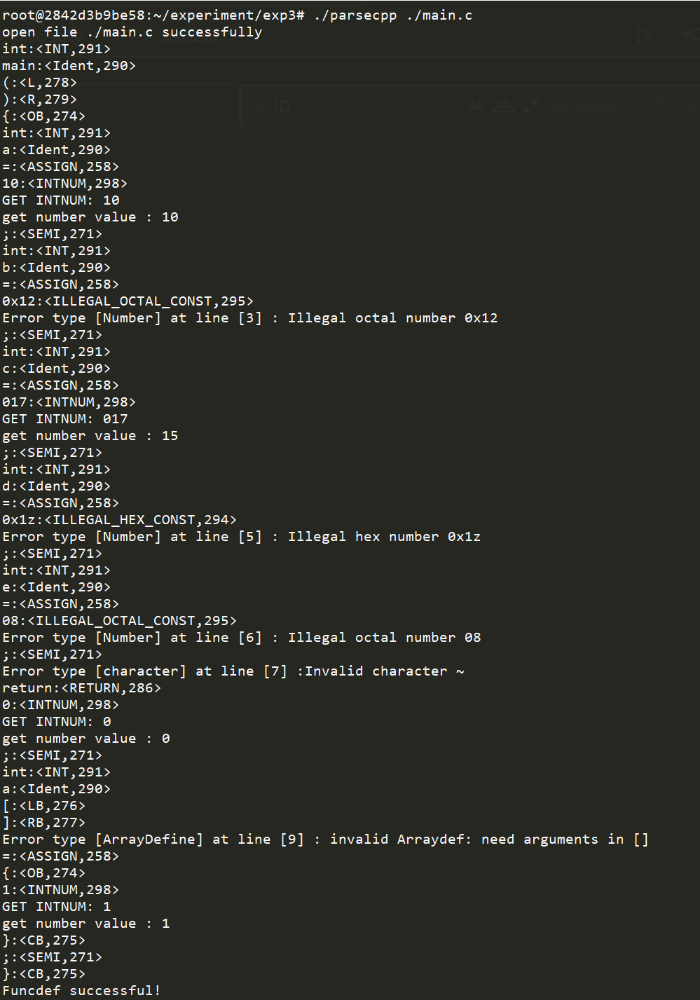 root@2842d3b9be58:~/experiment/exp3# ./parsecpp ./main.c
open file ./main.c successfully
int:<INT,291>
main:<Ident,290>
(:<L,278>
):<R,279>
ID
Aa ab .* No results
{:<OB,274>
int:<INT,291>
a:<Ident,290>
=:<ASSIGN,258>
10:<INTNUM,298>
GET INTNUM: 10
get number value : 10
;:<SEMI,271>
int:<INT,291>
b:<Ident,290>
=:<ASSIGN,258>
0x12:<ILLEGAL_OCTAL_CONST,295>
Error type [Number] at line [3] : Illegal octal number 0x12
;:<SEMI,271>
int:<INT,291>
c:<Ident,290>
=:<ASSIGN,258>
017:<INTNUM,298>
GET INTNUM: 017
get number value : 15
;:<SEMI,271>
int:<INT,291>
d:<Ident,290>
=:<ASSIGN,258>
0x1z:<ILLEGAL_HEX_CONST,294>
Error type [Number] at line [5] : Illegal hex number 0x1z
;:<SEMI,271>
int:<INT,291>
e:<Ident,290>
=:<ASSIGN,258>
08:<ILLEGAL_OCTAL_CONST,295>
Error type [Number] at line [6] : Illegal octal number 08
;:<SEMI,271>
Error type [character] at line [7] :Invalid character ~
return:<RETURN,286>
0:<INTNUM,298>
GET INTNUM: 0
get number value : 0
;:<SEMI,271>
int:<INT,291>
a:<Ident,290>
[:<LB,276>
]:<RB,277>
Error type [ArrayDefine] at line [9] : invalid Arraydef: need arguments in []
=:<ASSIGN,258>
{:<OB,274>
1:<INTNUM,298>
GET INTNUM: 1
get number value : 1
}:<CB,275>
;:<SEMI,271>
}:<CB,275>
Funcdef successful!